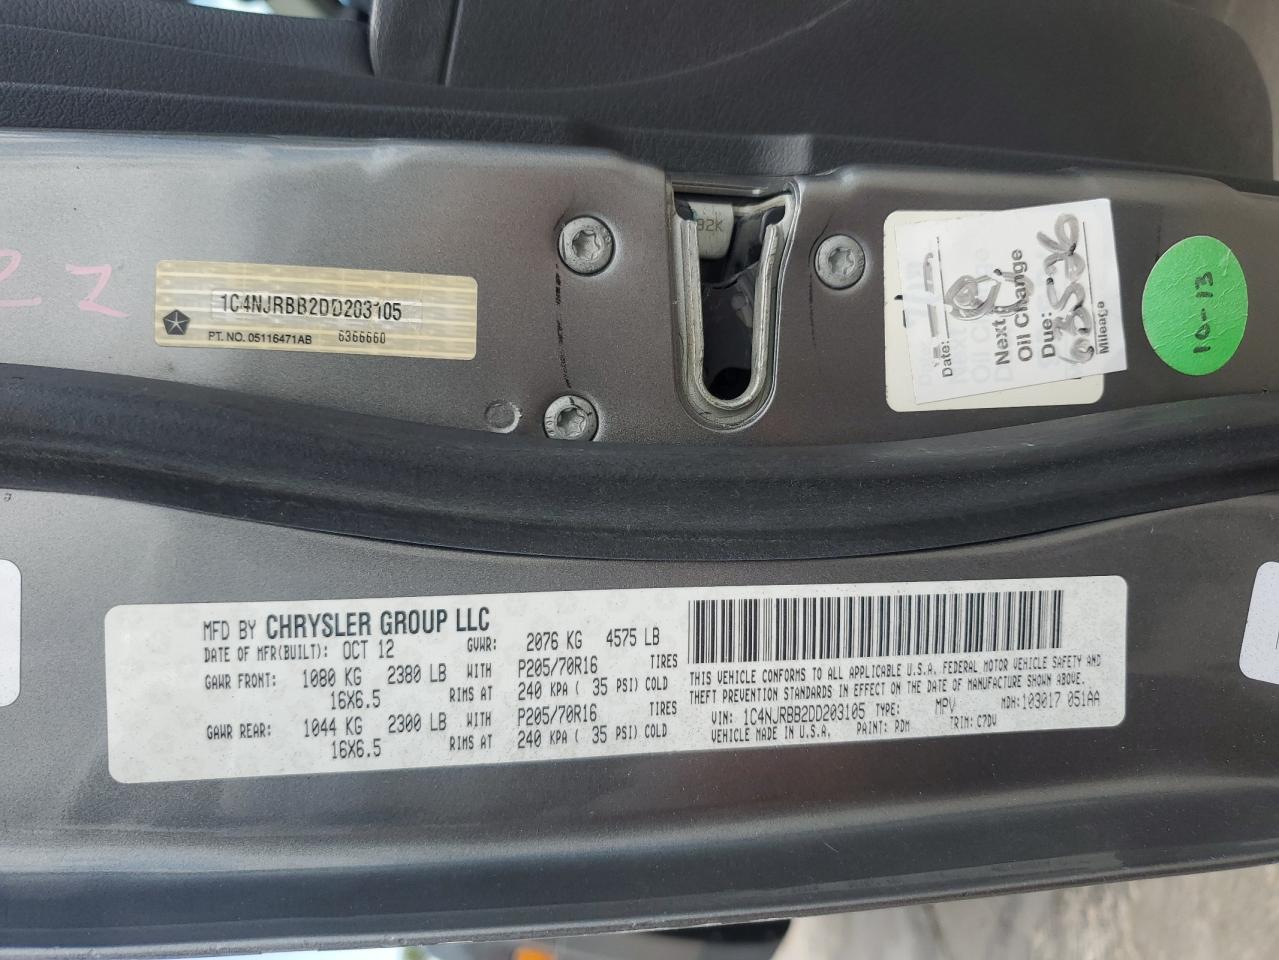 22
1C4NJRBB2DD203105
PT. NO. 05116471AB 6366660
92K
Date:
Next
Oil Change
Due:
Mileage
10-13
MFD BY CHRYSLER GROUP LLC
DATE OF MFR(BUILT): OCT 12 GVWR: 2076 KG 4575 LB
GAWR FRONT: 1080 KG 2380 LB WITH P205/70R16 TIRES
16X6.5 RIMS AT 240 KPA ( 35 PSI) COLD
GAWR REAR: 1044 KG 2300 LB WITH P205/70R16 TIRES
16X6.5 RIMS AT 240 KPA ( 35 PSI) COLD
THIS VEHICLE CONFORMS TO ALL APPLICABLE U.S.A. FEDERAL MOTOR VEHICLE SAFETY AND
THEFT PREVENTION STANDARDS IN EFFECT ON THE DATE OF MANUFACTURE SHOWN ABOVE.
VIN: 1C4NJRBB2DD203105 TYPE: MPV MDH:103017 051AA
VEHICLE MADE IN U.S.A. PAINT: PDM TRIM: C7DV